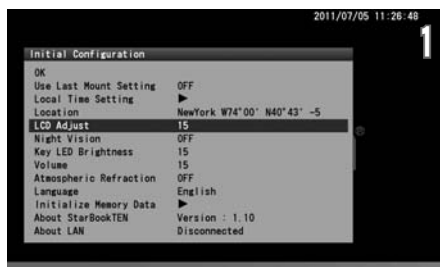 2011/07/05 11:26:48
1
Initial Configuration
OK
Use Last Mount Setting OFF
Local Time Setting ▶
Location NewYork W74°00' N40°43' -5
LCD Adjust 15
Night Vision OFF
Key LED Brightness 15
Volume 15
Atmospheric Refraction OFF
Language English
Initialize Memory Data ▶
About StarBookTEN Version : 1.10
About LAN Disconnected